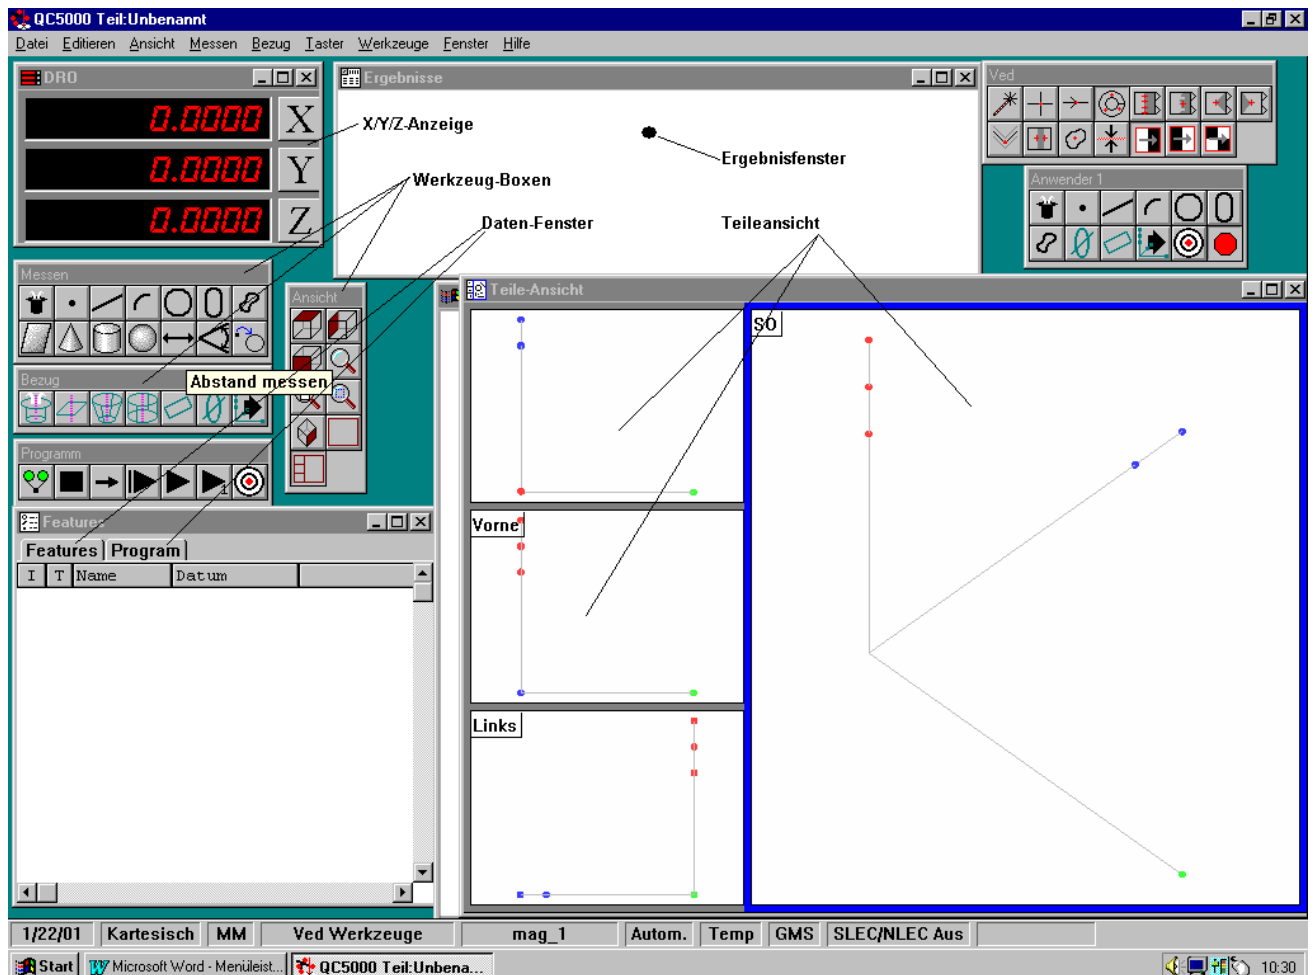 QC5000 Teil:Unbenannt
Datei Editieren Ansicht Messen Bezug Taster Werkzeuge Fenster Hilfe
DRO
0.0000 X
0.0000 Y
0.0000 Z
Ergebnisse
X/Y/Z-Anzeige
Ergebnisfenster
Werkzeug-Boxen
Daten-Fenster
Teileansicht
Ved
Anwender 1
Messen
Ansicht
Bezug
Abstand messen
Programm
1
Teile-Ansicht
SO
Vorne
Links
Features
Features Program
I T Name Datum
1/22/01 Kartesisch MM Ved Werkzeuge mag_1 Autom. Temp GMS SLEC/NLEC Aus
Start Microsoft Word - Menüleist... QC5000 Teil:Unbena... 10:30